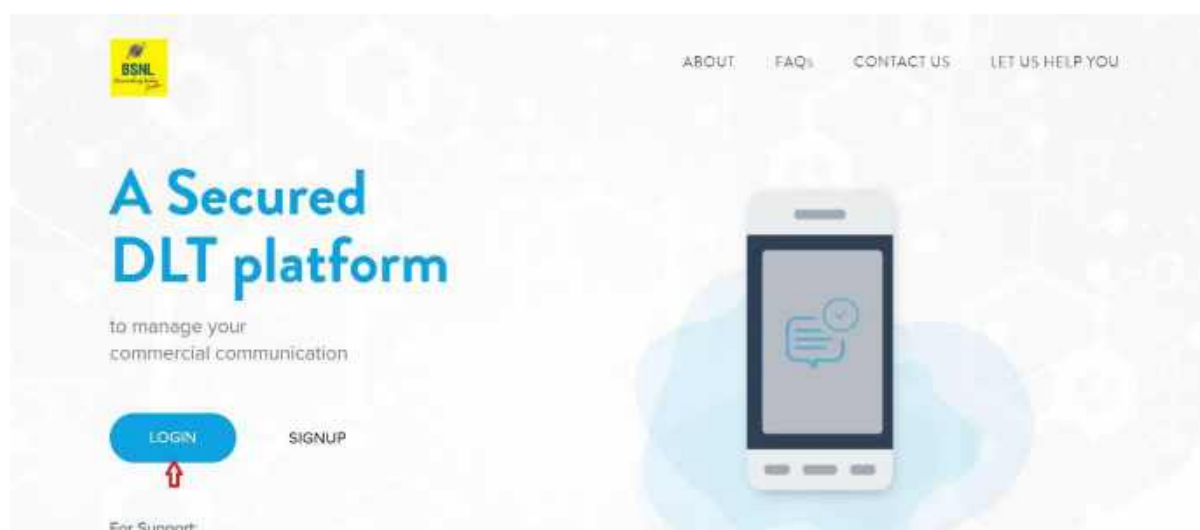 BSNL
ABOUT FAQs CONTACT US LET US HELP YOU
A Secured
DLT platform
to manage your
commercial communication
LOGIN SIGNUP
For Support: